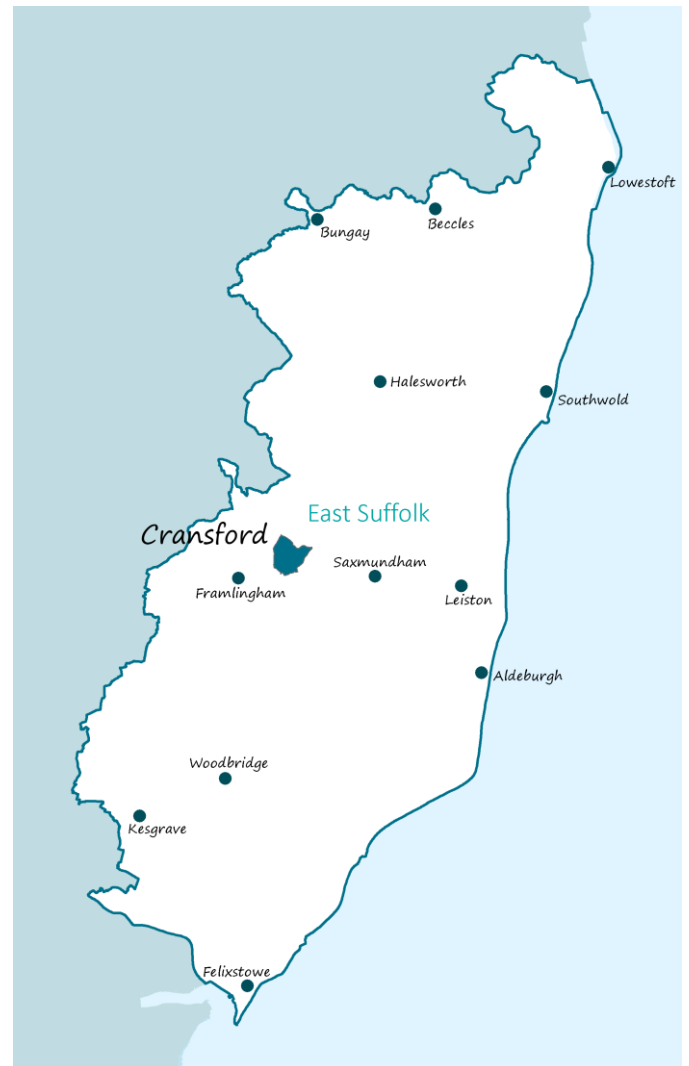 Lowestoft
Beccles
Bungay
Halesworth
Southwold
East Suffolk
Cransford
Saxmundham
Framlingham
Leiston
Aldeburgh
Woodbridge
Kesgrave
Felixstowe